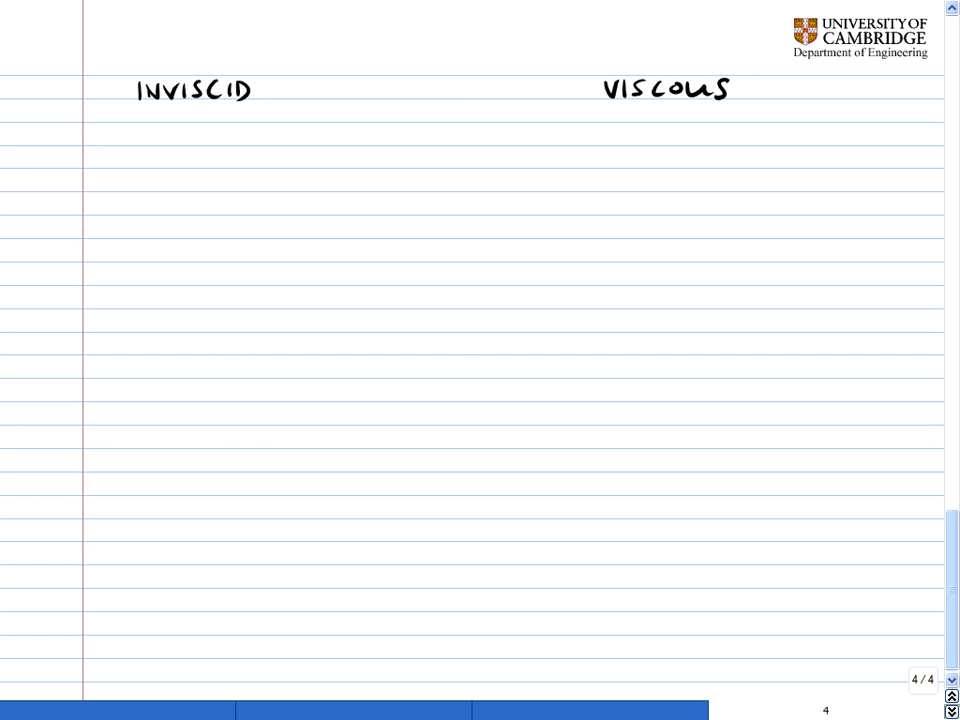 UNIVERSITY OF
CAMBRIDGE
Department of Engineering
INVISCID VISCOUS
4 / 4
4